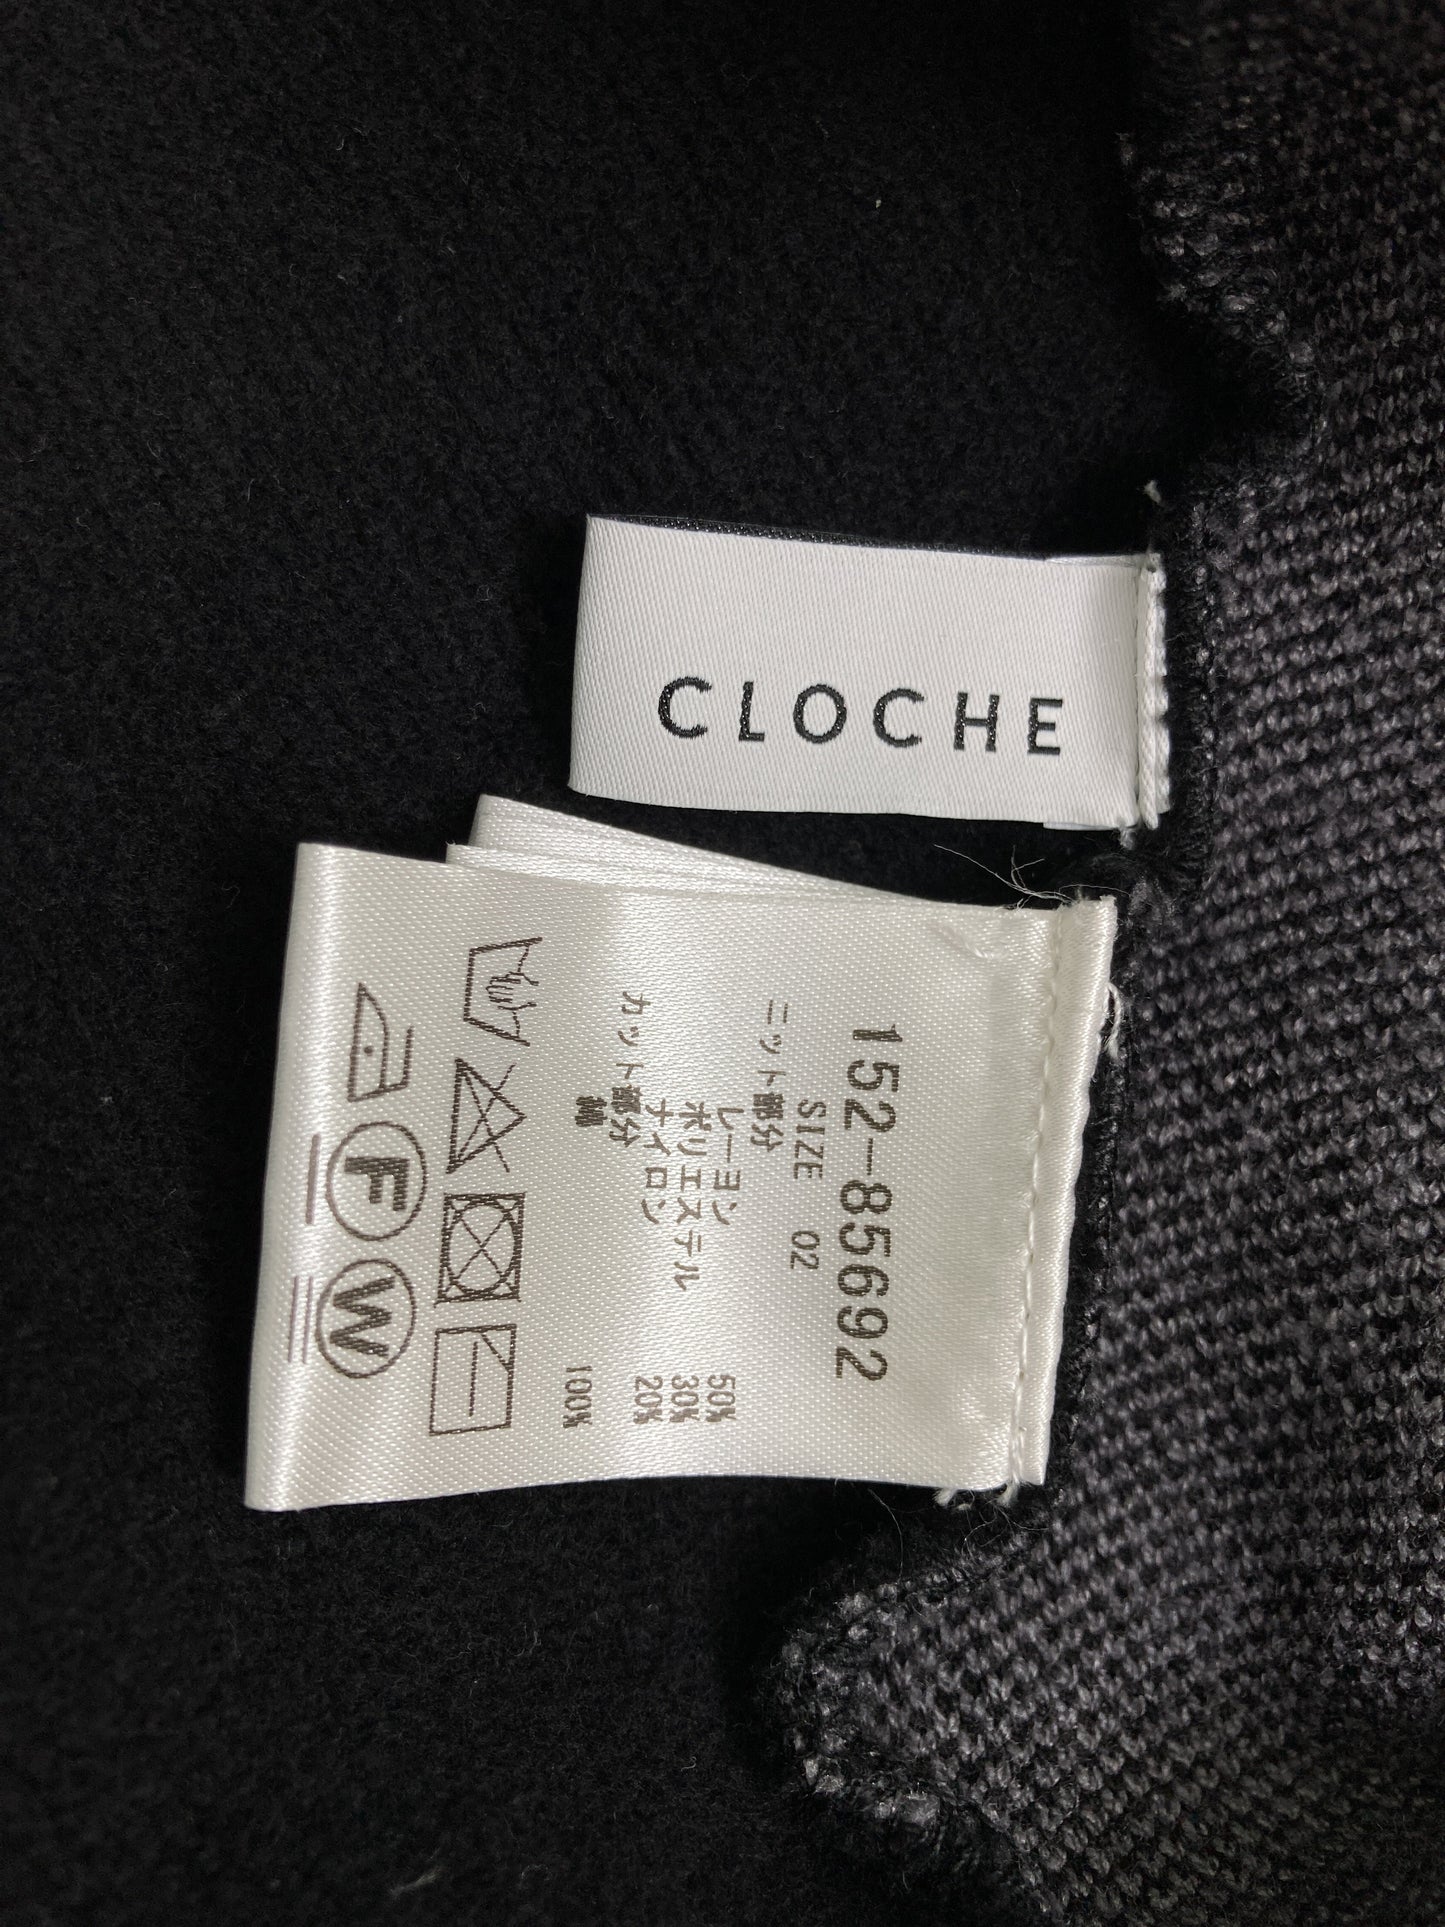 CLOCHE
152-85692
SIZE 02
ニット部分
レーヨン 50%
ポリエステル 30%
ナイロン 20%
カット部分
綿 100%
F W